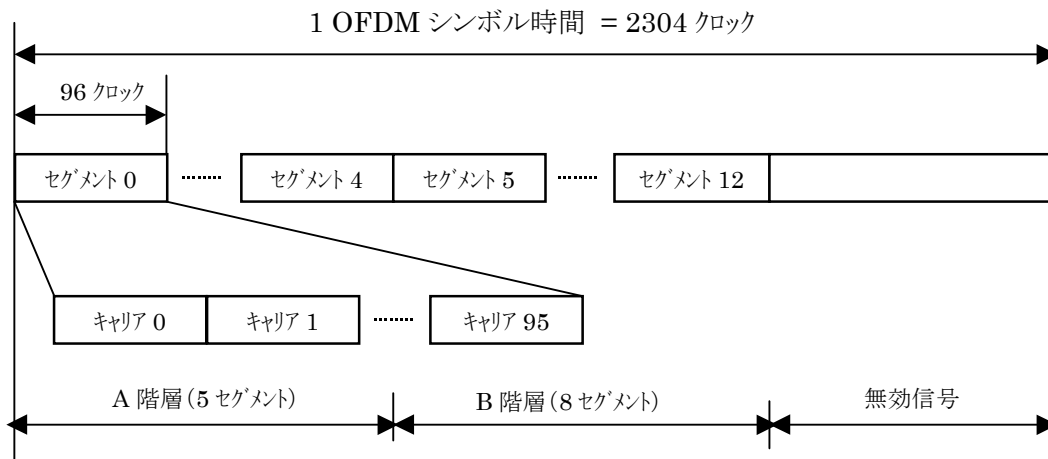 1 OFDM シンボル時間 = 2304 クロック
96 クロック
セグメント 0 ········ セグメント 4 セグメント 5 ········ セグメント 12
キャリア 0 キャリア 1 ········ キャリア 95
A 階層(5 セグメント) B 階層(8 セグメント) 無効信号